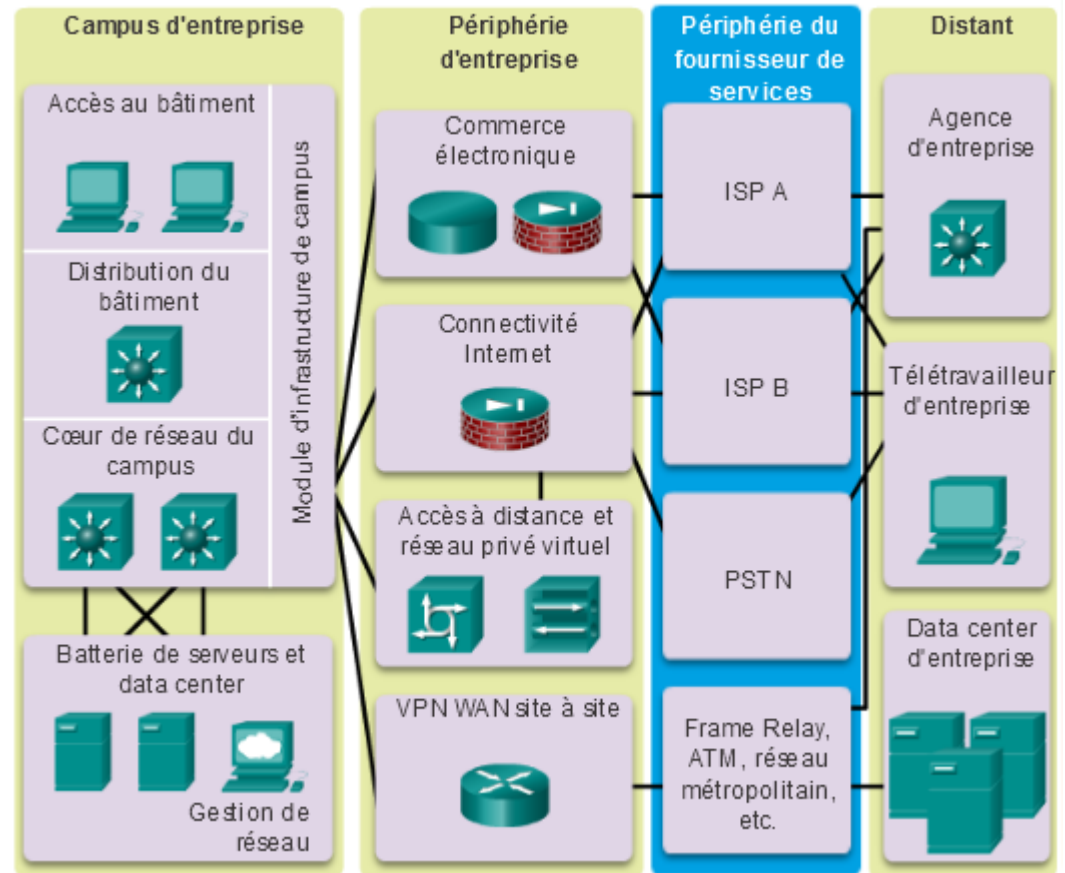 Campus d'entreprise
Accès au bâtiment
Distribution du
bâtiment
Cœur de réseau du
campus
Module d'infrastructure de campus
Batterie de serveurs et
data center
Gestion de
réseau
Périphérie
d'entreprise
Commerce
électronique
Connectivité
Internet
Accès à distance et
réseau privé virtuel
VPN WAN site à site
Périphérie du
fournisseur de
services
ISP A
ISP B
PSTN
Frame Relay,
ATM, réseau
métropolitain,
etc.
Distant
Agence
d'entreprise
Télétravailleur
d'entreprise
Data center
d'entreprise